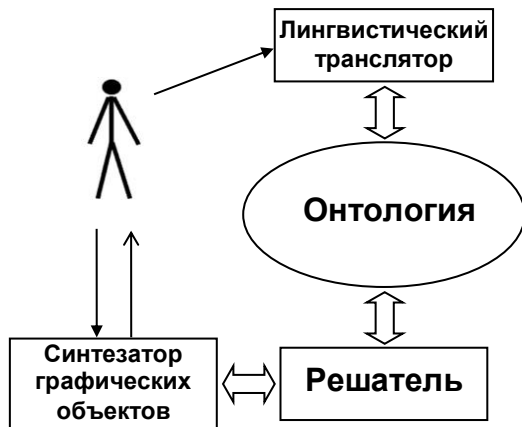 Лингвистический
транслятор
Онтология
Синтезатор
графических
объектов
Решатель